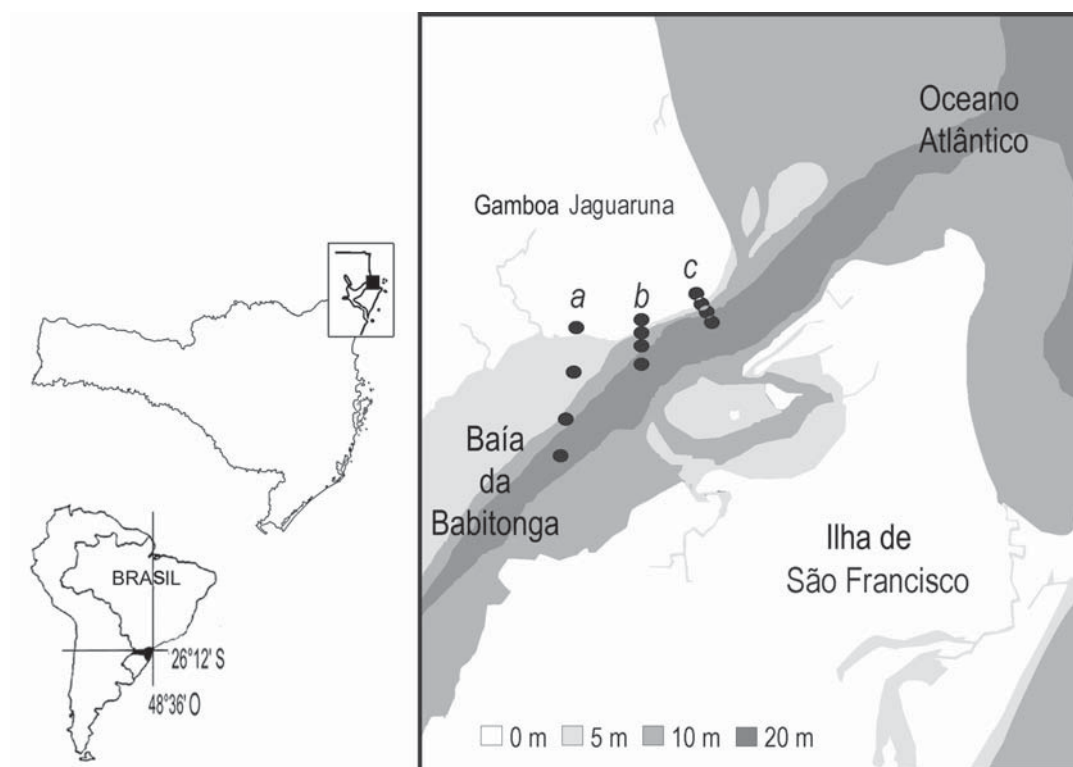 BRASIL
26°12' S
48°36' O
Oceano
Atlântico
Gamboa Jaguaruna
a
b
c
Baía
da
Babitonga
Ilha de
São Francisco
0 m
5 m
10 m
20 m